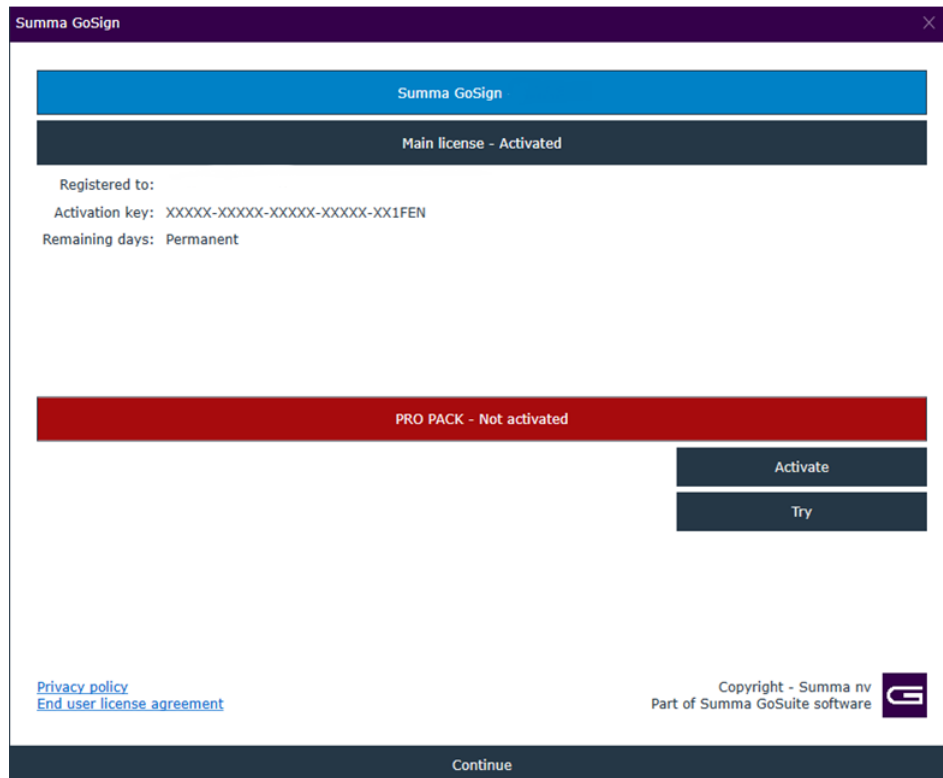 Summa GoSign
Summa GoSign
Main license - Activated
Registered to:
Activation key: XXXXX-XXXXX-XXXXX-XXXXX-XX1FEN
Remaining days: Permanent
PRO PACK - Not activated
Activate
Try
Privacy policy
End user license agreement
Copyright - Summa nv
Part of Summa GoSuite software
Continue